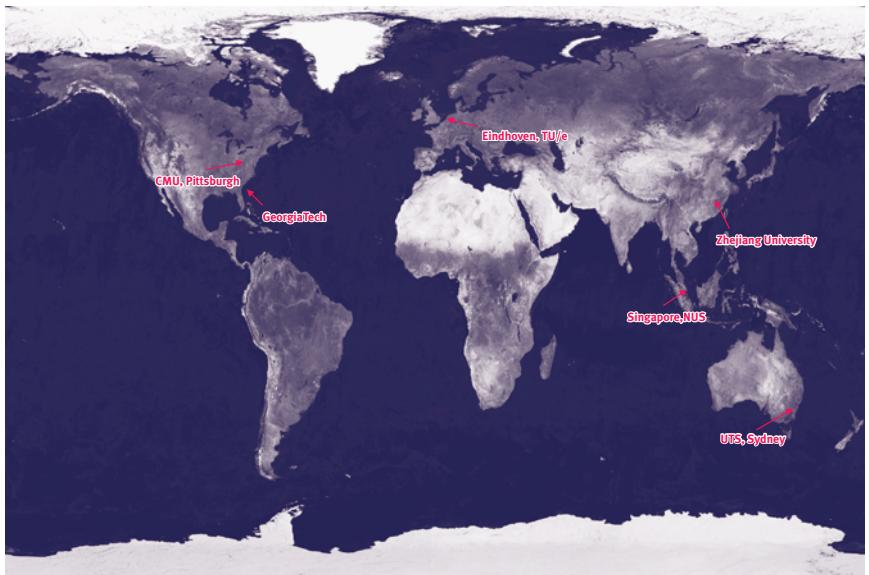 Eindhoven, TU/e
CMU, Pittsburgh
GeorgiaTech
Zhejiang University
Singapore,NUS
UTS, Sydney